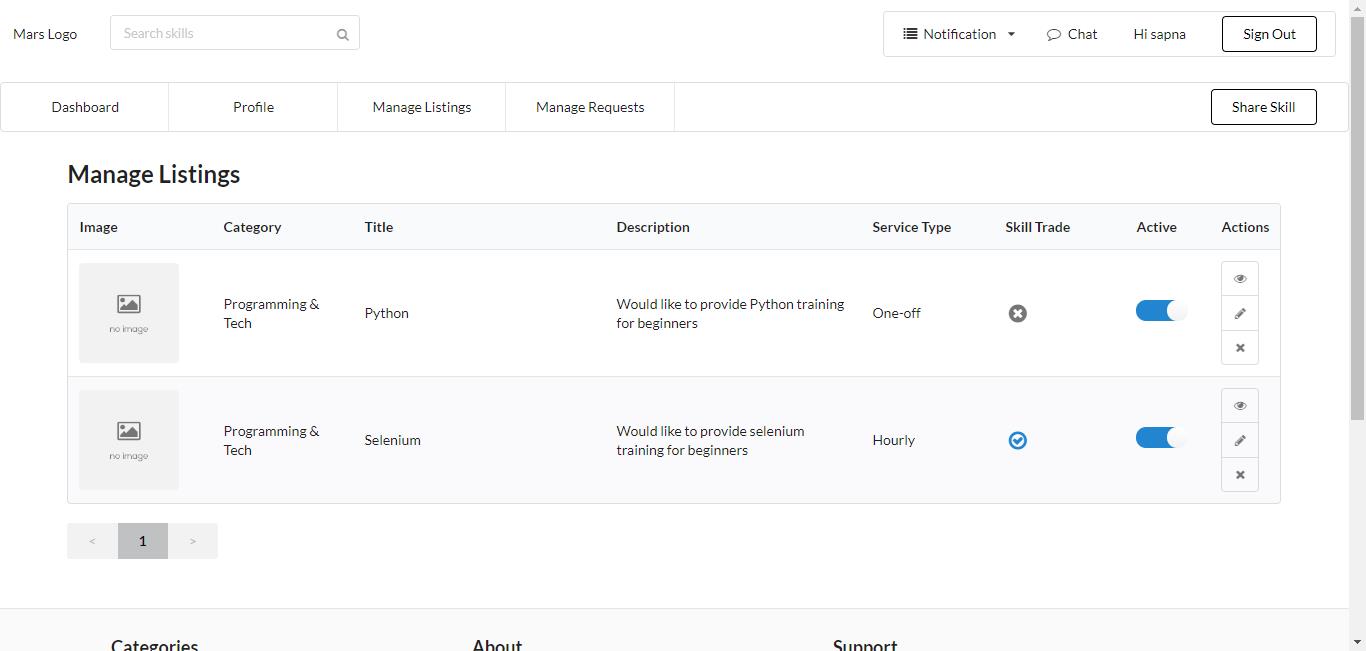 Mars Logo
Search skills
Notification
Chat
Hi sapna
Sign Out
Dashboard
Profile
Manage Listings
Manage Requests
Share Skill
Manage Listings
Image
Category
Title
Description
Service Type
Skill Trade
Active
Actions
no image
Programming &
Tech
Python
Would like to provide Python training
for beginners
One-off
no image
Programming &
Tech
Selenium
Would like to provide selenium
training for beginners
Hourly
<
1
>
Categories
About
Support